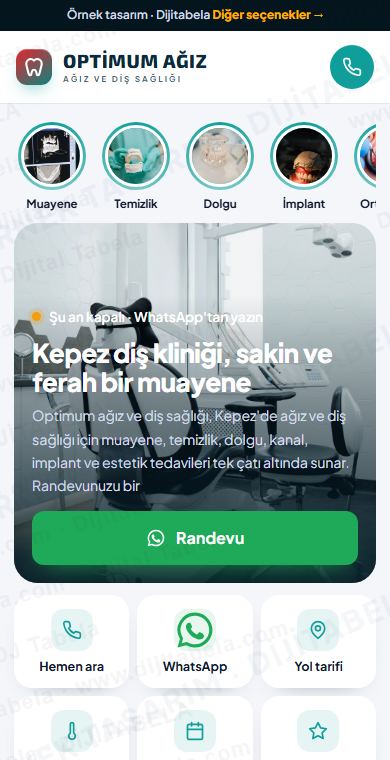 Örnek tasarım · Dijitabela Diğer seçenekler →
OPTİMUM AĞIZ
AĞIZ VE DİŞ SAĞLIĞI
Muayene
Temizlik
Dolgu
İmplant
Şu an kapalı · WhatsApp'tan yazın
Kepez diş kliniği, sakin ve
ferah bir muayene
Optimum ağız ve diş sağlığı, Kepez'de ağız ve diş
sağlığı için muayene, temizlik, dolgu, kanal,
implant ve estetik tedavileri tek çatı altında sunar.
Randevunuzu bir
Randevu
Hemen ara
WhatsApp
Yol tarifi